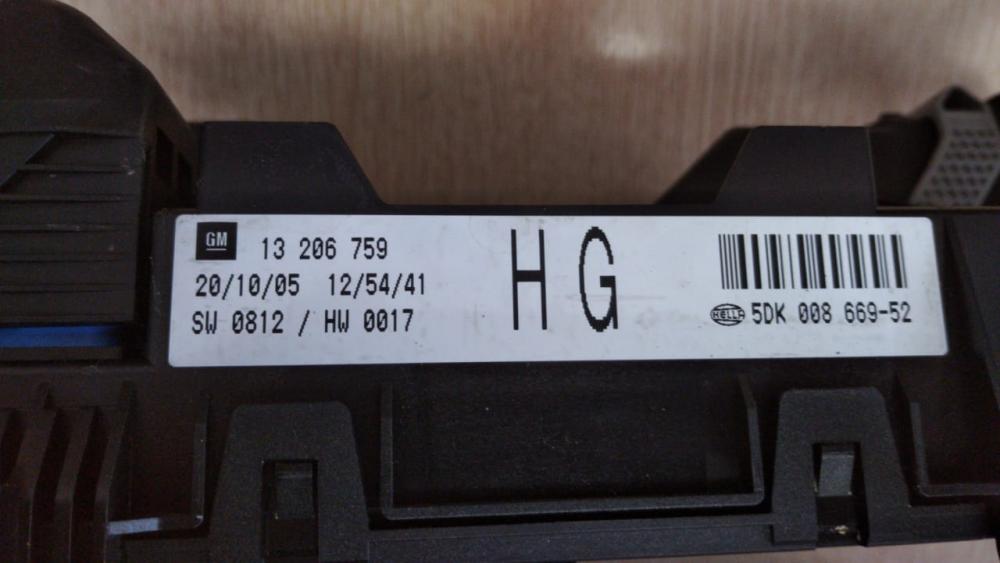 GM 13 206 759
20/10/05 12/54/41
SW 0812 / HW 0017
HG
HELLA 5DK 008 669-52